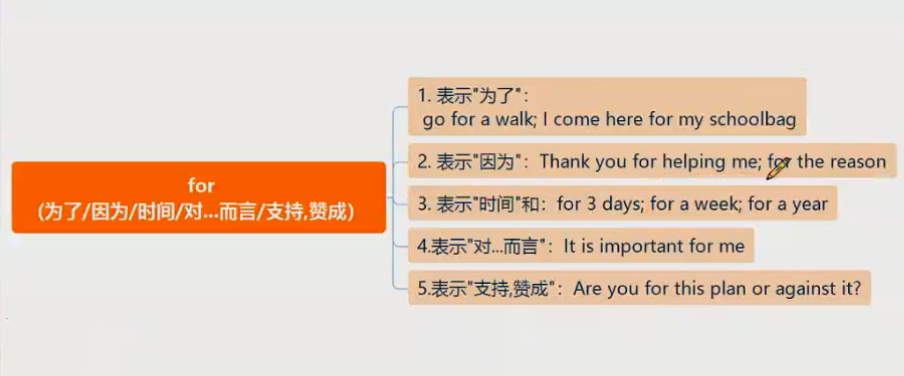 for
(为了/因为/时间/对...而言/支持,赞成)
1. 表示"为了"：
go for a walk; I come here for my schoolbag
2. 表示"因为"：Thank you for helping me; for the reason
3. 表示"时间"和：for 3 days; for a week; for a year
4.表示"对...而言"：It is important for me
5.表示"支持,赞成"：Are you for this plan or against it?